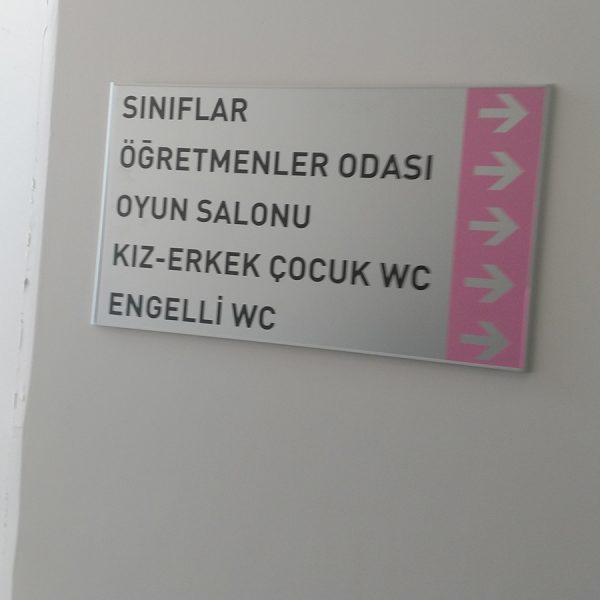 SINIFLAR
ÖĞRETMENLER ODASI
OYUN SALONU
KIZ-ERKEK ÇOCUK WC
ENGELLİ WC